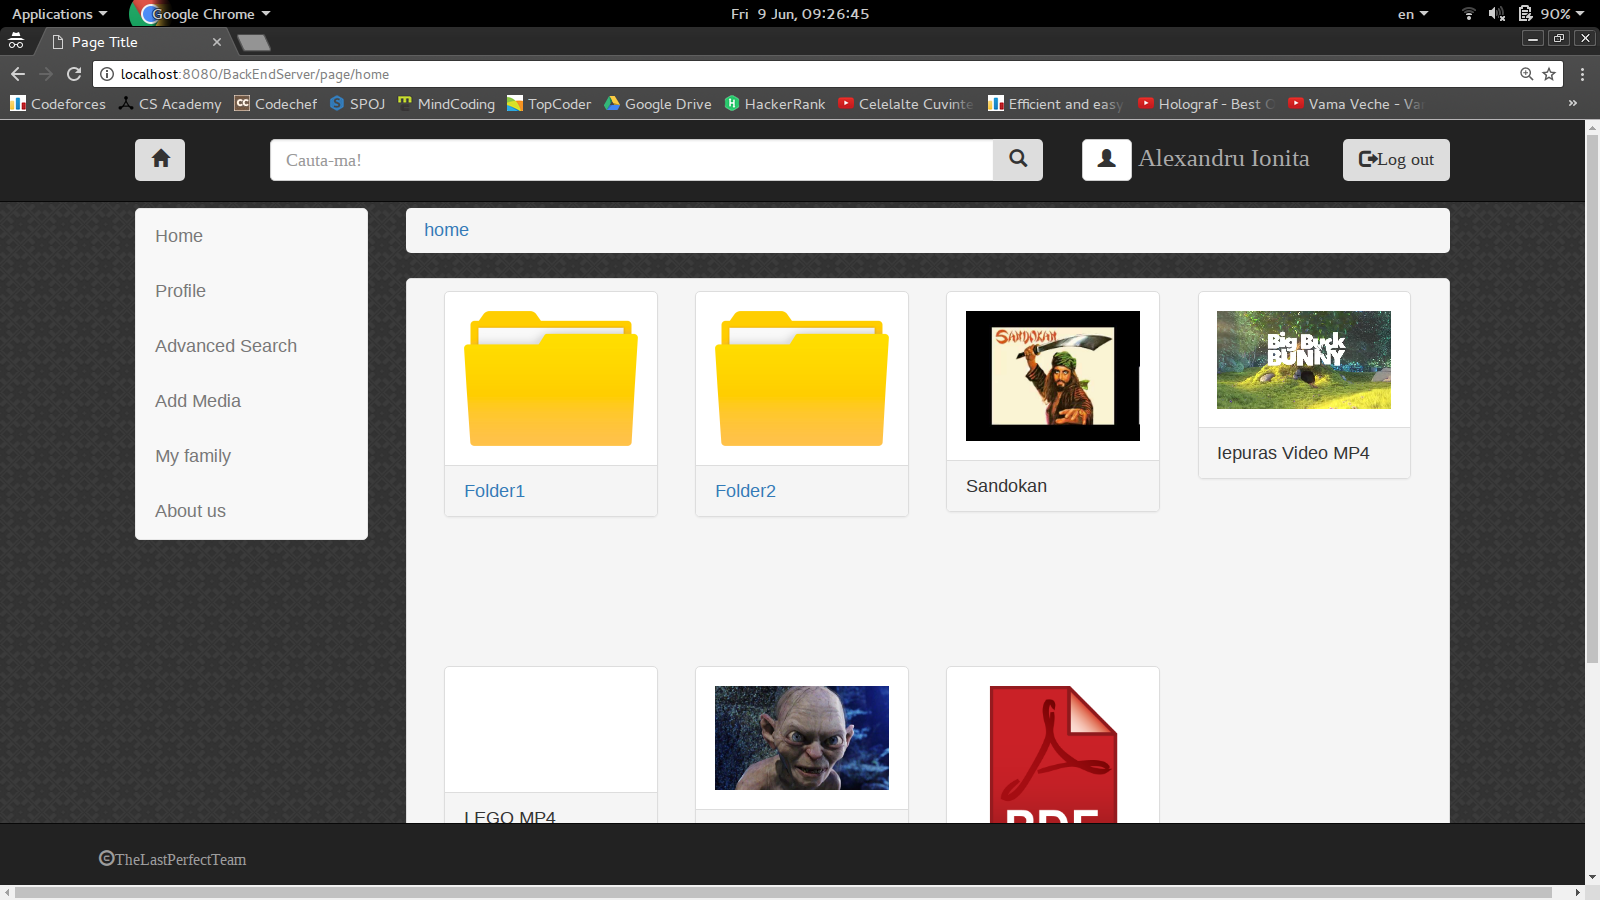 Applications Google Chrome Fri 9 Jun, 09:26:45 en 90%
Page Title
localhost:8080/BackEndServer/page/home
Codeforces CS Academy Codechef SPOJ MindCoding TopCoder Google Drive HackerRank Celelalte Cuvinte Efficient and easy Holograf - Best Vama Veche - Va »
Cauta-ma! Alexandru Ionita Log out
Home
Profile
Advanced Search
Add Media
My family
About us
home
SANDOKAN
Big Buck
BUNNY
Folder1
Folder2
Sandokan
Iepuras Video MP4
LEGO MP4
PDF
©TheLastPerfectTeam